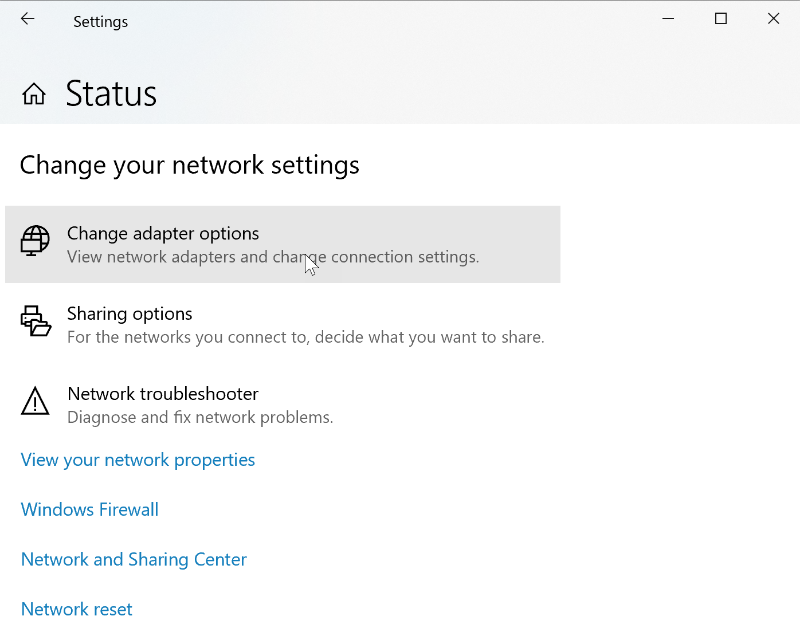 Settings
Status
Change your network settings
Change adapter options
View network adapters and change connection settings.
Sharing options
For the networks you connect to, decide what you want to share.
Network troubleshooter
Diagnose and fix network problems.
View your network properties
Windows Firewall
Network and Sharing Center
Network reset